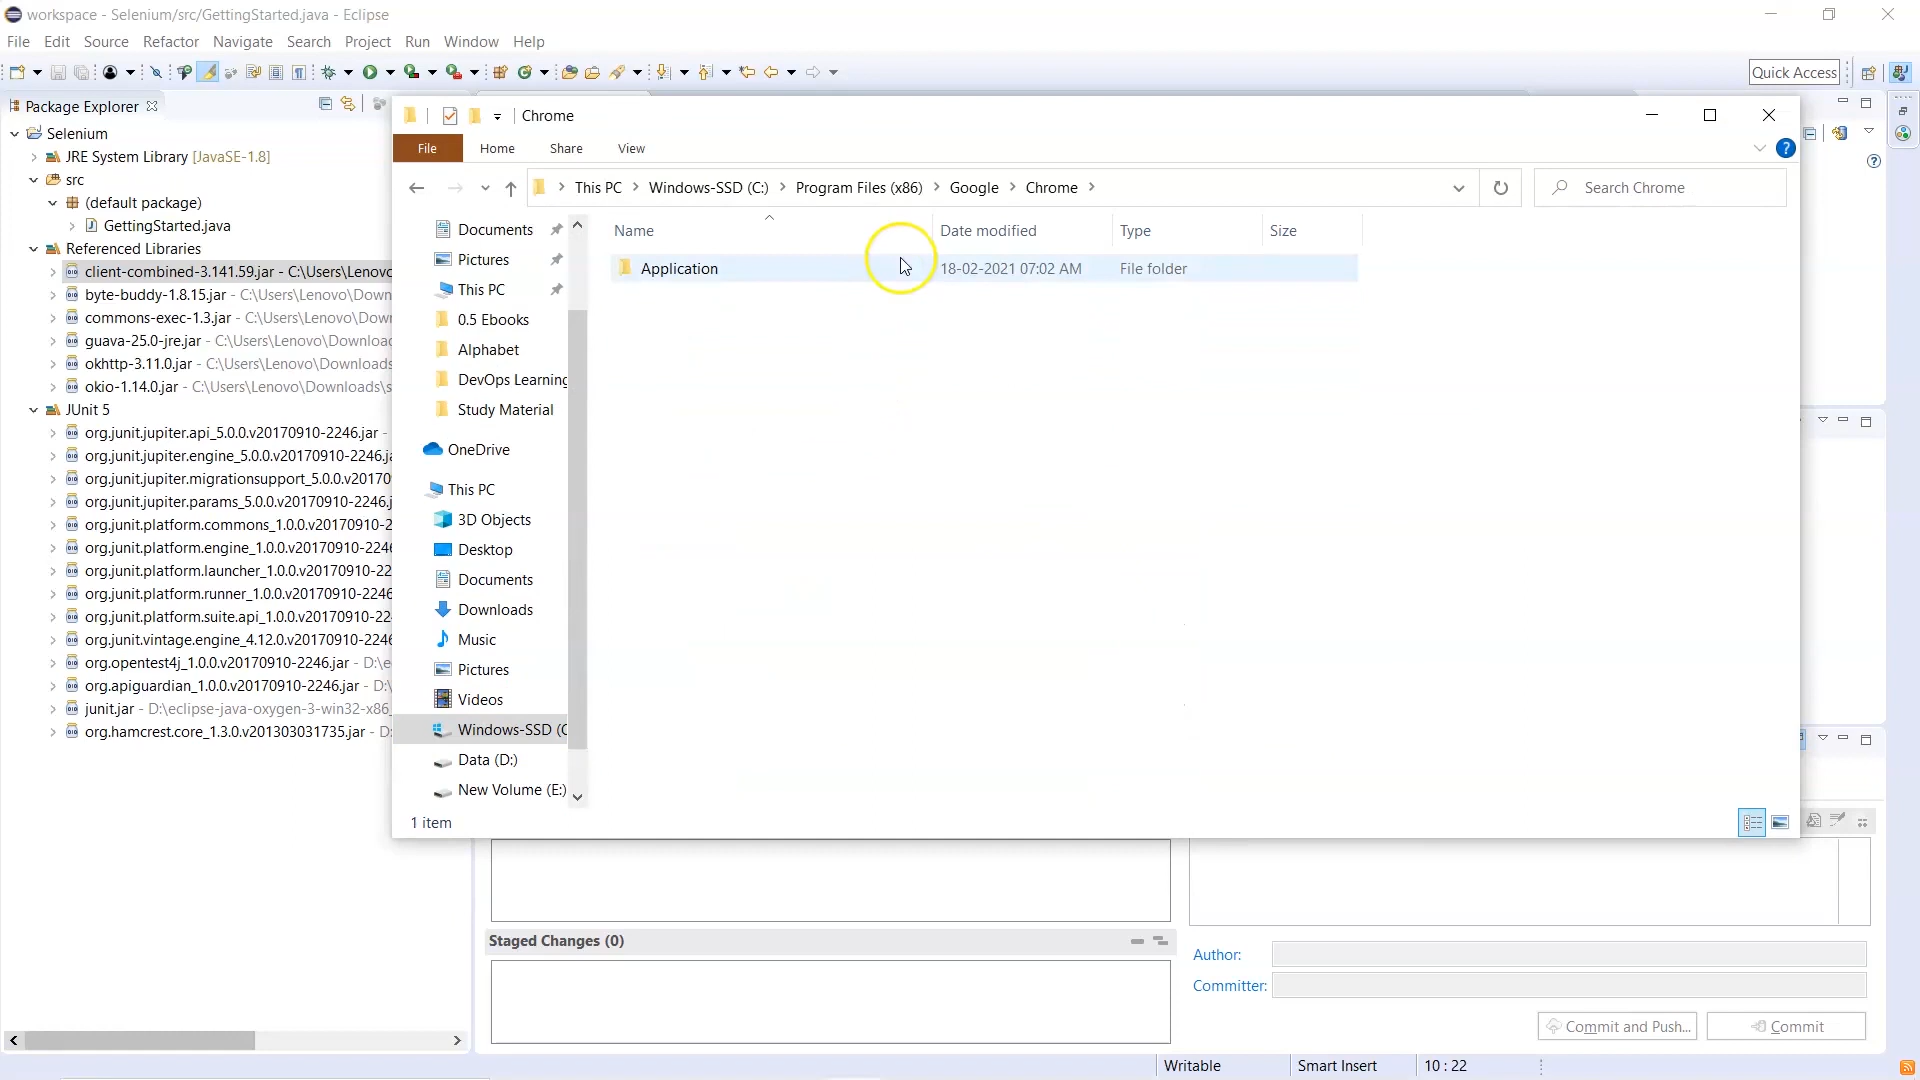 workspace - Selenium/src/GettingStarted.java - Eclipse
File Edit Source Refactor Navigate Search Project Run Window Help
Quick Access
Package Explorer
Selenium
JRE System Library [JavaSE-1.8]
src
(default package)
GettingStarted.java
Referenced Libraries
client-combined-3.141.59.jar - C:\Users\Lenovo
byte-buddy-1.8.15.jar - C:\Users\Lenovo\Down
commons-exec-1.3.jar - C:\Users\Lenovo\Dow
guava-25.0-jre.jar - C:\Users\Lenovo\Downloac
okhttp-3.11.0.jar - C:\Users\Lenovo\Downloads
okio-1.14.0.jar - C:\Users\Lenovo\Downloads\s
JUnit 5
org.junit.jupiter.api_5.0.0.v20170910-2246.jar -
org.junit.jupiter.engine_5.0.0.v20170910-2246.j
org.junit.jupiter.migrationsupport_5.0.0.v20170
org.junit.jupiter.params_5.0.0.v20170910-2246.j
org.junit.platform.commons_1.0.0.v20170910-2
org.junit.platform.engine_1.0.0.v20170910-224
org.junit.platform.launcher_1.0.0.v20170910-22
org.junit.platform.runner_1.0.0.v20170910-2246
org.junit.platform.suite.api_1.0.0.v20170910-22
org.junit.vintage.engine_4.12.0.v20170910-2246
org.opentest4j_1.0.0.v20170910-2246.jar - D:\e
org.apiguardian_1.0.0.v20170910-2246.jar - D:\
junit.jar - D:\eclipse-java-oxygen-3-win32-x86_
org.hamcrest.core_1.3.0.v201303031735.jar - D:
Chrome
File Home Share View
This PC > Windows-SSD (C:) > Program Files (x86) > Google > Chrome >
Search Chrome
Name Date modified Type Size
Application 18-02-2021 07:02 AM File folder
Documents
Pictures
This PC
0.5 Ebooks
Alphabet
DevOps Learning
Study Material
OneDrive
This PC
3D Objects
Desktop
Documents
Downloads
Music
Pictures
Videos
Windows-SSD (C
Data (D:)
New Volume (E:)
1 item
Staged Changes (0)
Author:
Committer:
Commit and Push...
Commit
Writable Smart Insert 10 : 22